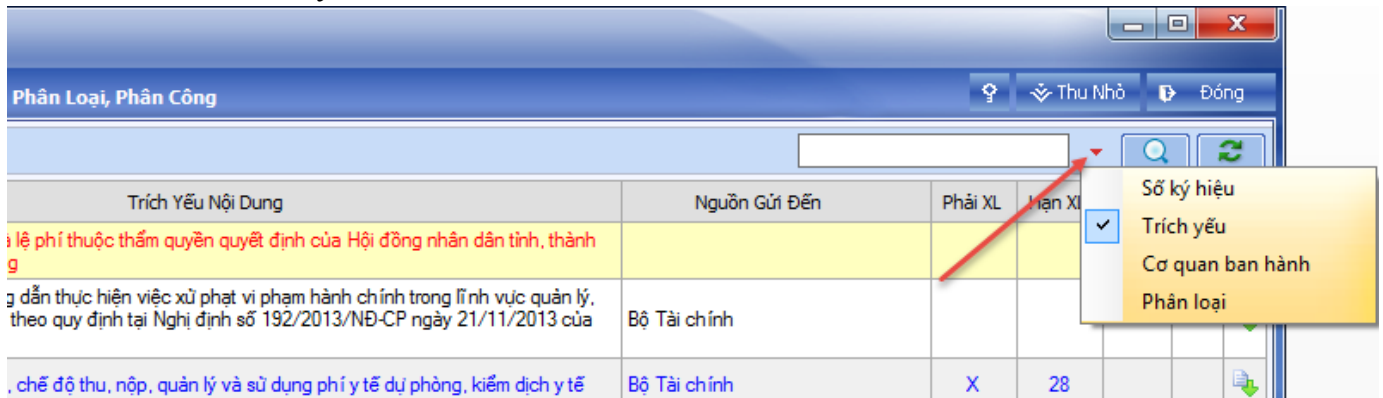 Phân Loại, Phân Công
Thu Nhỏ
Đóng
Trích Yếu Nội Dung
Nguồn Gửi Đến
Phải XL
Hạn XL
Số ký hiệu
Trích yếu
Cơ quan ban hành
Phân loại
lệ phí thuộc thẩm quyền quyết định của Hội đồng nhân dân tỉnh, thành
dẫn thực hiện việc xử phạt vi phạm hành chính trong lĩnh vực quản lý,
theo quy định tại Nghị định số 192/2013/NĐ-CP ngày 21/11/2013 của
Bộ Tài chính
, chế độ thu, nộp, quản lý và sử dụng phí y tế dự phòng, kiểm dịch y tế
Bộ Tài chính
X
28